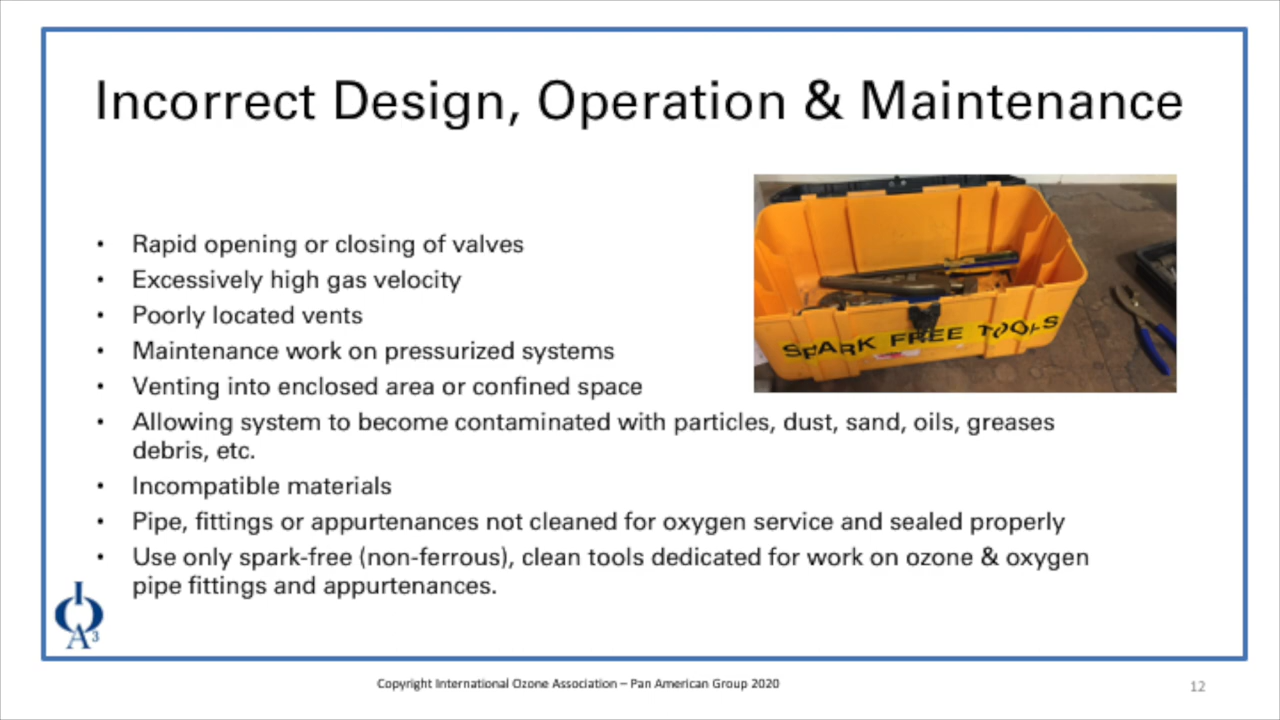 Incorrect Design, Operation & Maintenance
• Rapid opening or closing of valves
• Excessively high gas velocity
• Poorly located vents
• Maintenance work on pressurized systems
• Venting into enclosed area or confined space
• Allowing system to become contaminated with particles, dust, sand, oils, greases
debris, etc.
• Incompatible materials
• Pipe, fittings or appurtenances not cleaned for oxygen service and sealed properly
• Use only spark-free (non-ferrous), clean tools dedicated for work on ozone & oxygen
pipe fittings and appurtenances.
SPARK FREE TOOLS
IOA3
Copyright International Ozone Association – Pan American Group 2020
12